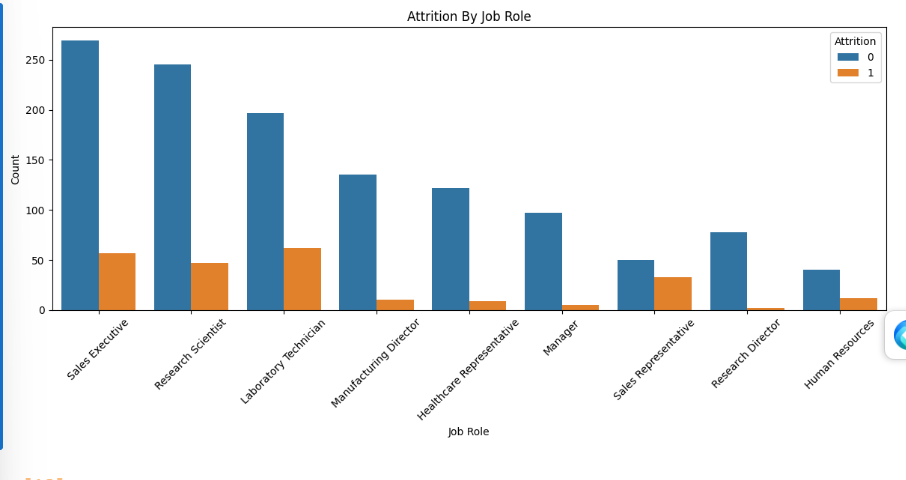 Attrition By Job Role
Attrition
0
1
250
200
150
100
50
0
Count
Sales Executive
Research Scientist
Laboratory Technician
Manufacturing Director
Healthcare Representative
Manager
Sales Representative
Research Director
Human Resources
Job Role